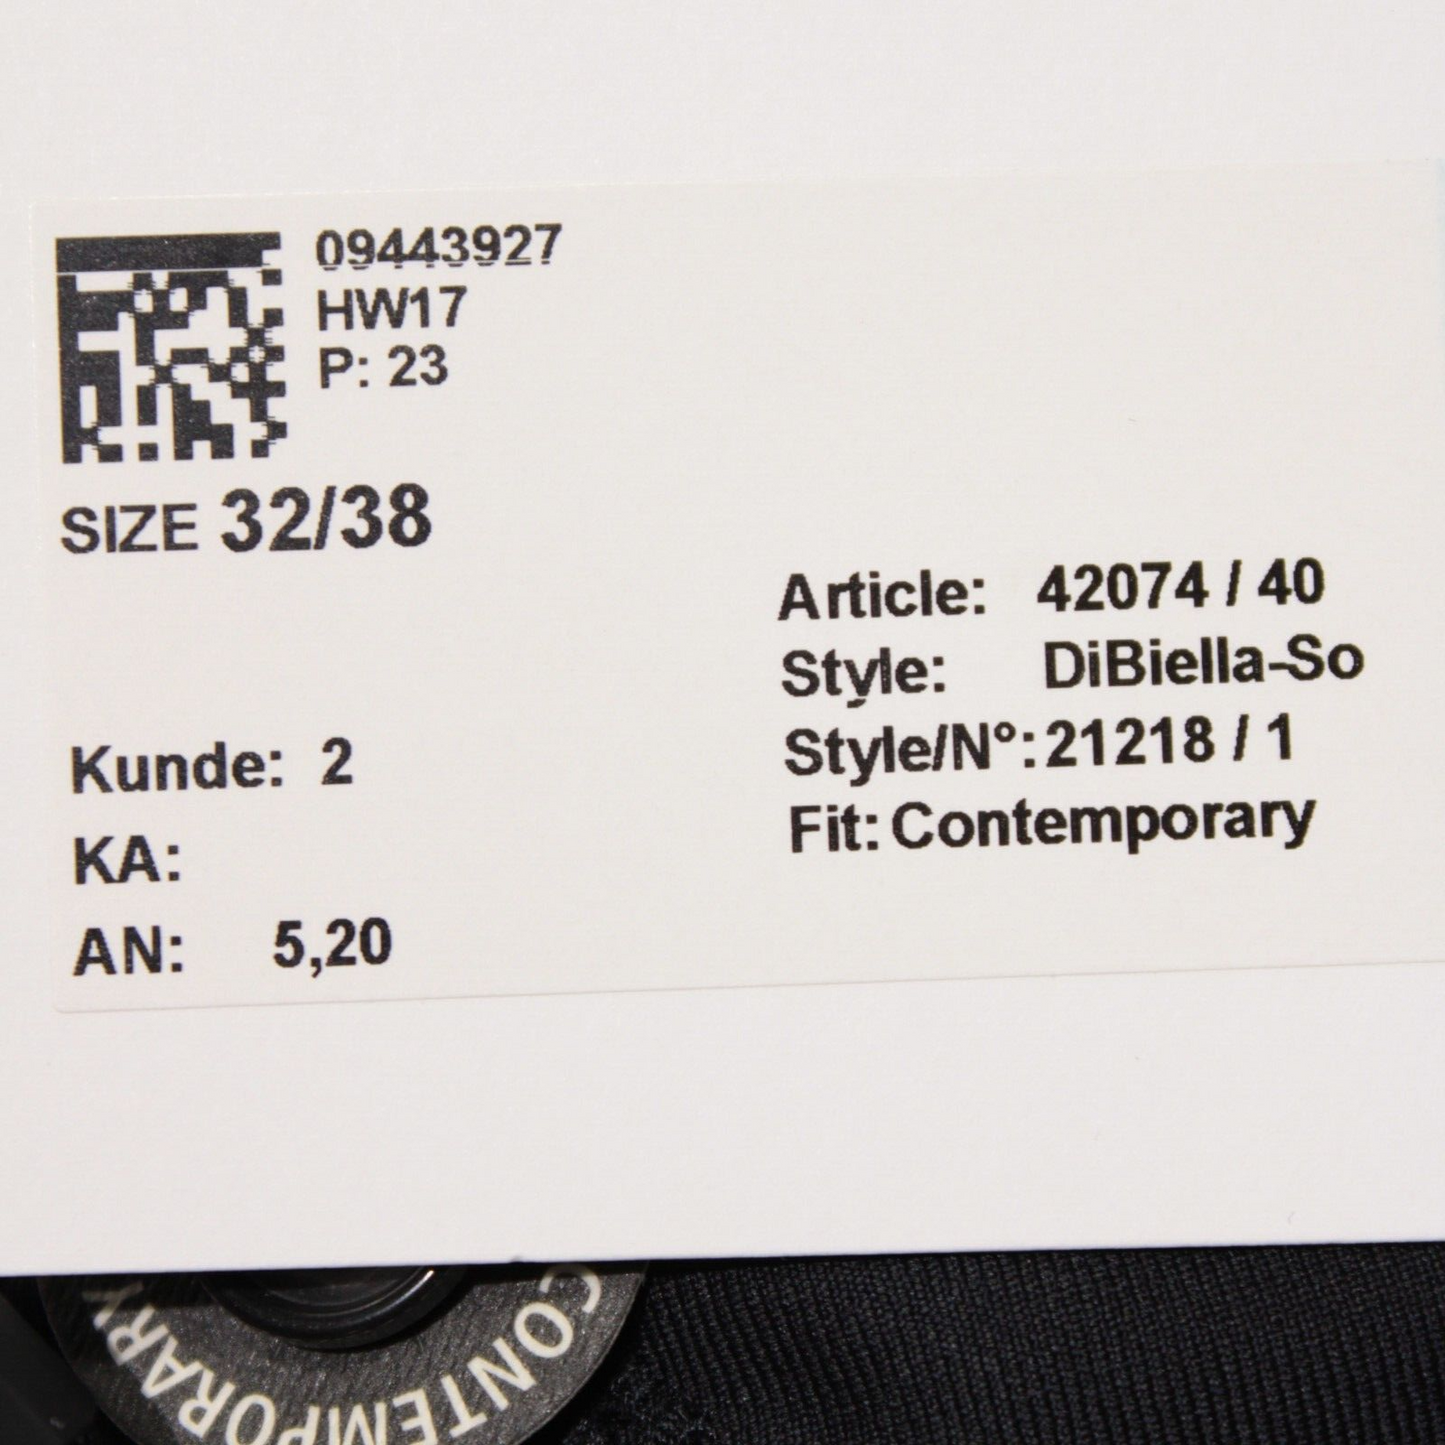 09443927
HW17
P: 23
SIZE 32/38
Article: 42074 / 40
Style: DiBiella-So
Style/N°: 21218 / 1
Fit: Contemporary
Kunde: 2
KA:
AN: 5,20
CONTEMPORARY